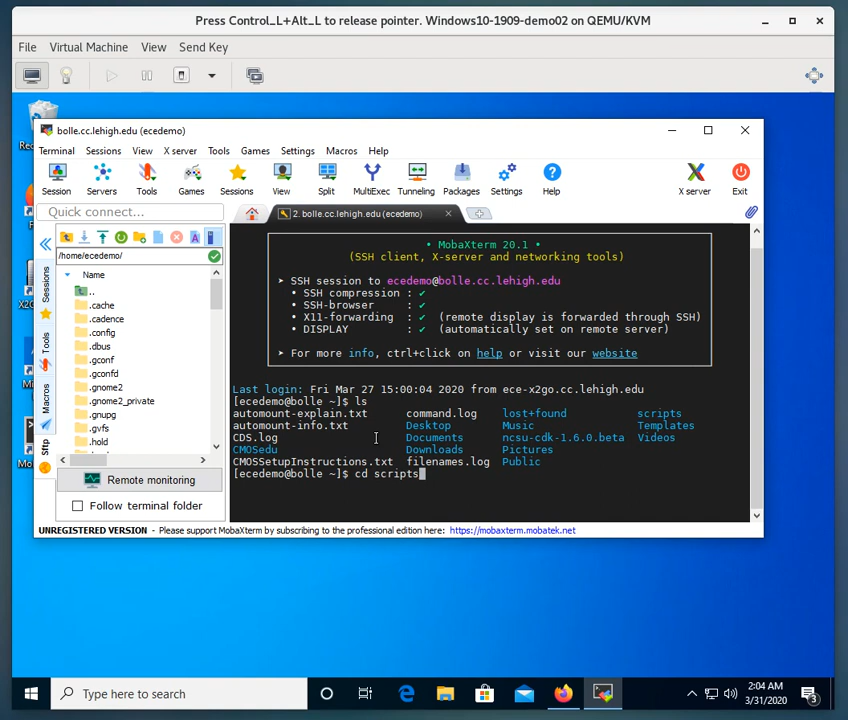 Press Control_L+Alt_L to release pointer. Windows10-1909-demo02 on QEMU/KVM
File Virtual Machine View Send Key
bolle.cc.lehigh.edu (ecedemo)
Terminal Sessions View X server Tools Games Settings Macros Help
Session Servers Tools Games Sessions View Split MultiExec Tunneling Packages Settings Help X server Exit
Quick connect...
2. bolle.cc.lehigh.edu (ecedemo)
/home/ecedemo/
Name
..
.cache
.cadence
.config
.dbus
.gconf
.gconfd
.gnome2
.gnome2_private
.gnupg
.gvfs
.hold
Sessions
Tools
Macros
Sftp
Remote monitoring
Follow terminal folder
• MobaXterm 20.1 •
(SSH client, X-server and networking tools)
➤ SSH session to ecedemo@bolle.cc.lehigh.edu
• SSH compression : ✔
• SSH-browser : ✔
• X11-forwarding : ✔ (remote display is forwarded through SSH)
• DISPLAY : ✔ (automatically set on remote server)
➤ For more info, ctrl+click on help or visit our website
Last login: Fri Mar 27 15:00:04 2020 from ece-x2go.cc.lehigh.edu
[ecedemo@bolle ~]$ ls
automount-explain.txt command.log lost+found scripts
automount-info.txt Desktop Music Templates
CDS.log Documents ncsu-cdk-1.6.0.beta Videos
CMOSedu Downloads Pictures
CMOSSetupInstructions.txt filenames.log Public
[ecedemo@bolle ~]$ cd scripts
UNREGISTERED VERSION - Please support MobaXterm by subscribing to the professional edition here: https://mobaxterm.mobatek.net
Type here to search
2:04 AM
3/31/2020
3